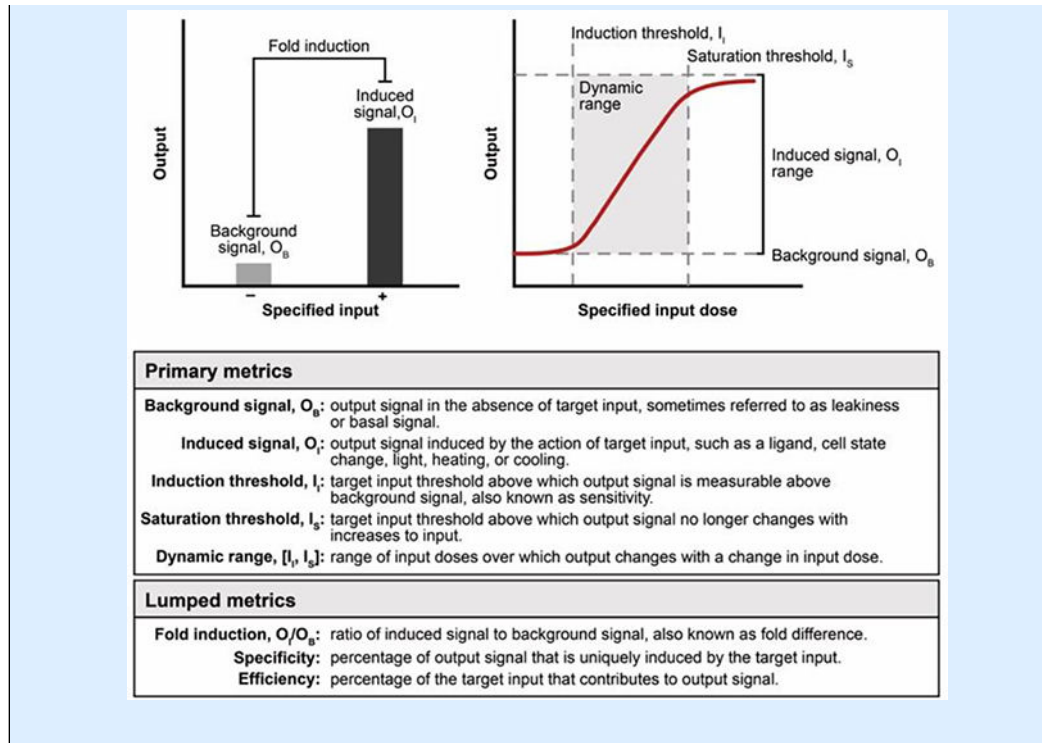 Fold induction
Induced
signal,O_I
Background
signal, O_B
Output
−
+
Specified input
Induction threshold, I_I
Saturation threshold, I_S
Dynamic
range
Output
Induced signal, O_I
range
Background signal, O_B
Specified input dose
Primary metrics
Background signal, O_B: output signal in the absence of target input, sometimes referred to as leakiness
or basal signal.
Induced signal, O_I: output signal induced by the action of target input, such as a ligand, cell state
change, light, heating, or cooling.
Induction threshold, I_I: target input threshold above which output signal is measurable above
background signal, also known as sensitivity.
Saturation threshold, I_S: target input threshold above which output signal no longer changes with
increases to input.
Dynamic range, [I_I, I_S]: range of input doses over which output changes with a change in input dose.
Lumped metrics
Fold induction, O_I/O_B: ratio of induced signal to background signal, also known as fold difference.
Specificity: percentage of output signal that is uniquely induced by the target input.
Efficiency: percentage of the target input that contributes to output signal.